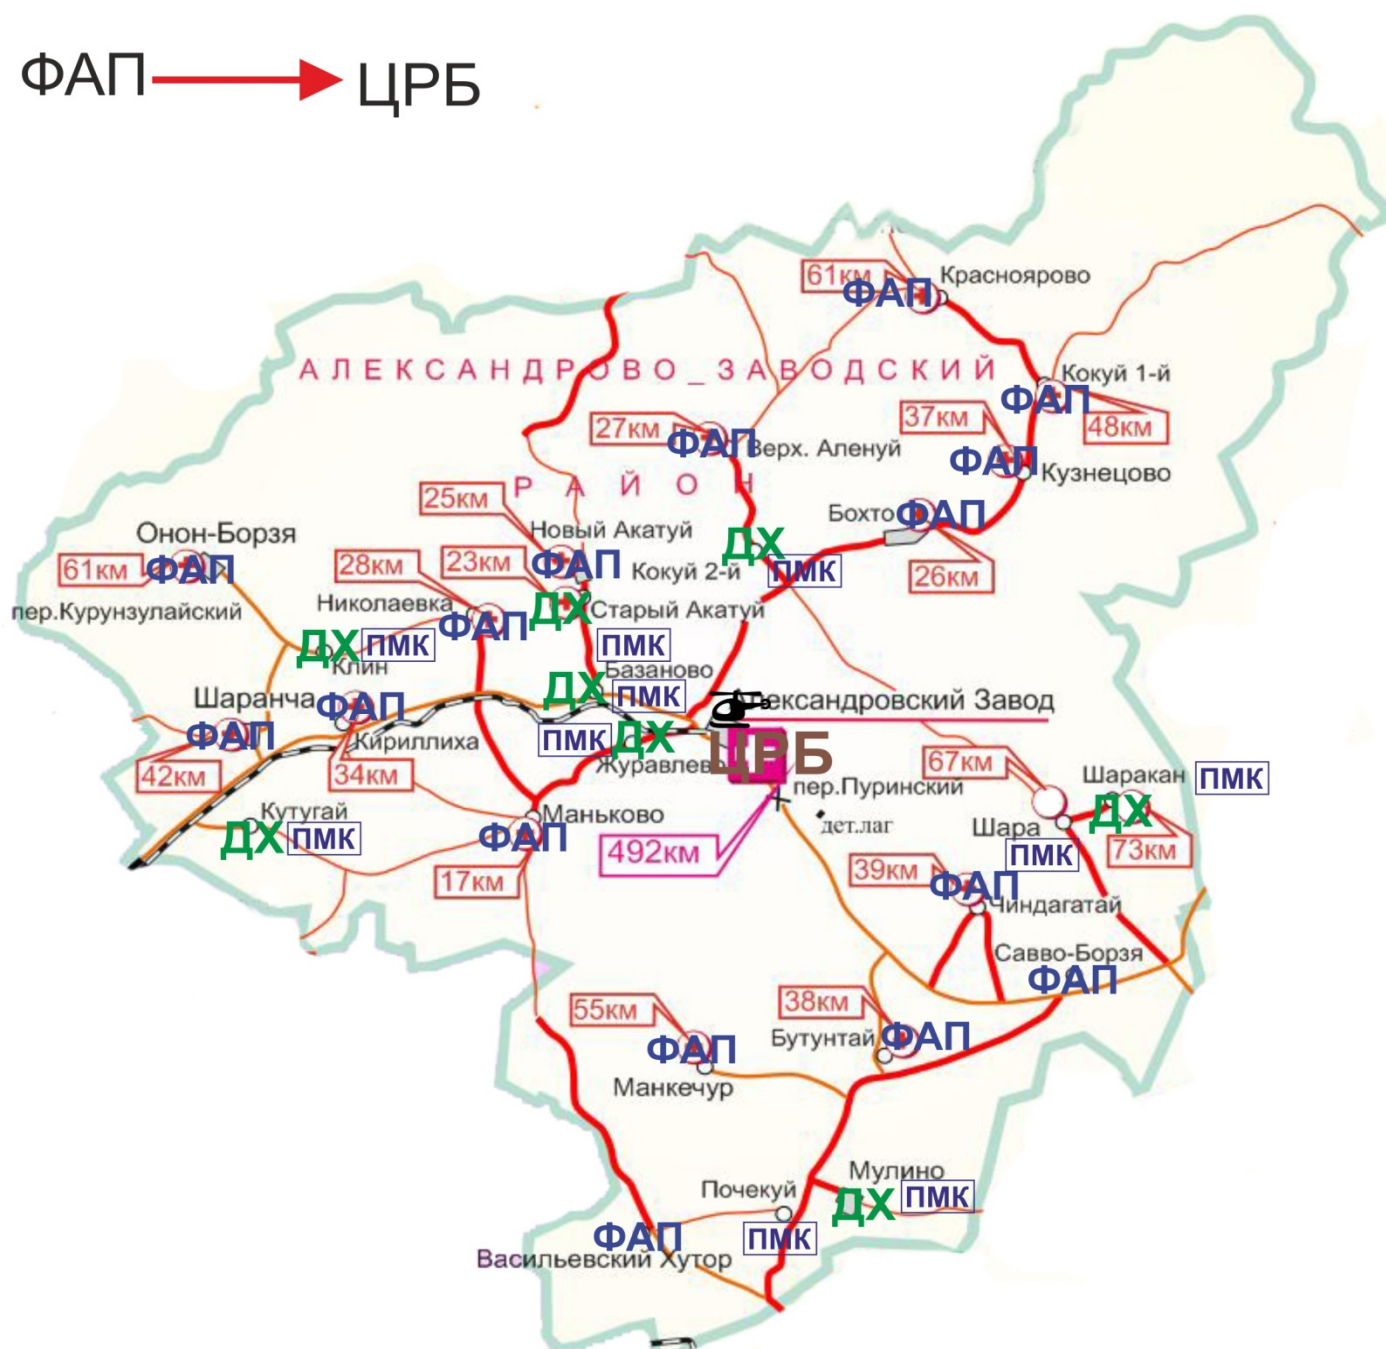 ФАП ЦРБ
61км
ФАП
Красноярово
АЛЕКСАНДРОВО_ЗАВОДСКИЙ
Кокуй 1-й
ФАП
48км
37км
27км
ФАП
Верх. Аленуй
ФАП
Кузнецово
РАЙОН
25км
Бохто
ФАП
26км
Новый Акатуй
ФАП
ДХ
ПМК
Кокуй 2-й
Онон-Борзя
61км
ФАП
28км
23км
пер.Курунзулайский
Николаевка
ФАП
ДХ
Старый Акатуй
ДХ
ПМК
Клин
ПМК
Базаново
ДХ
ПМК
Шаранча
ФАП
ександровский Завод
ФАП
Кириллиха
ПМК
ДХ
Журавлево
ЦРБ
42км
34км
67км
Шаракан
ПМК
пер.Пуринский
Кутугай
ДХ
ПМК
Маньково
ФАП
дет.лаг
Шара
ДХ
ПМК
73км
492км
17км
39км
ФАП
Чиндагатай
Савво-Борзя
ФАП
55км
38км
ФАП
Бутунтай
ФАП
Манкечур
Мулино
Почекуй
ДХ
ПМК
ФАП
ПМК
Васильевский Хутор